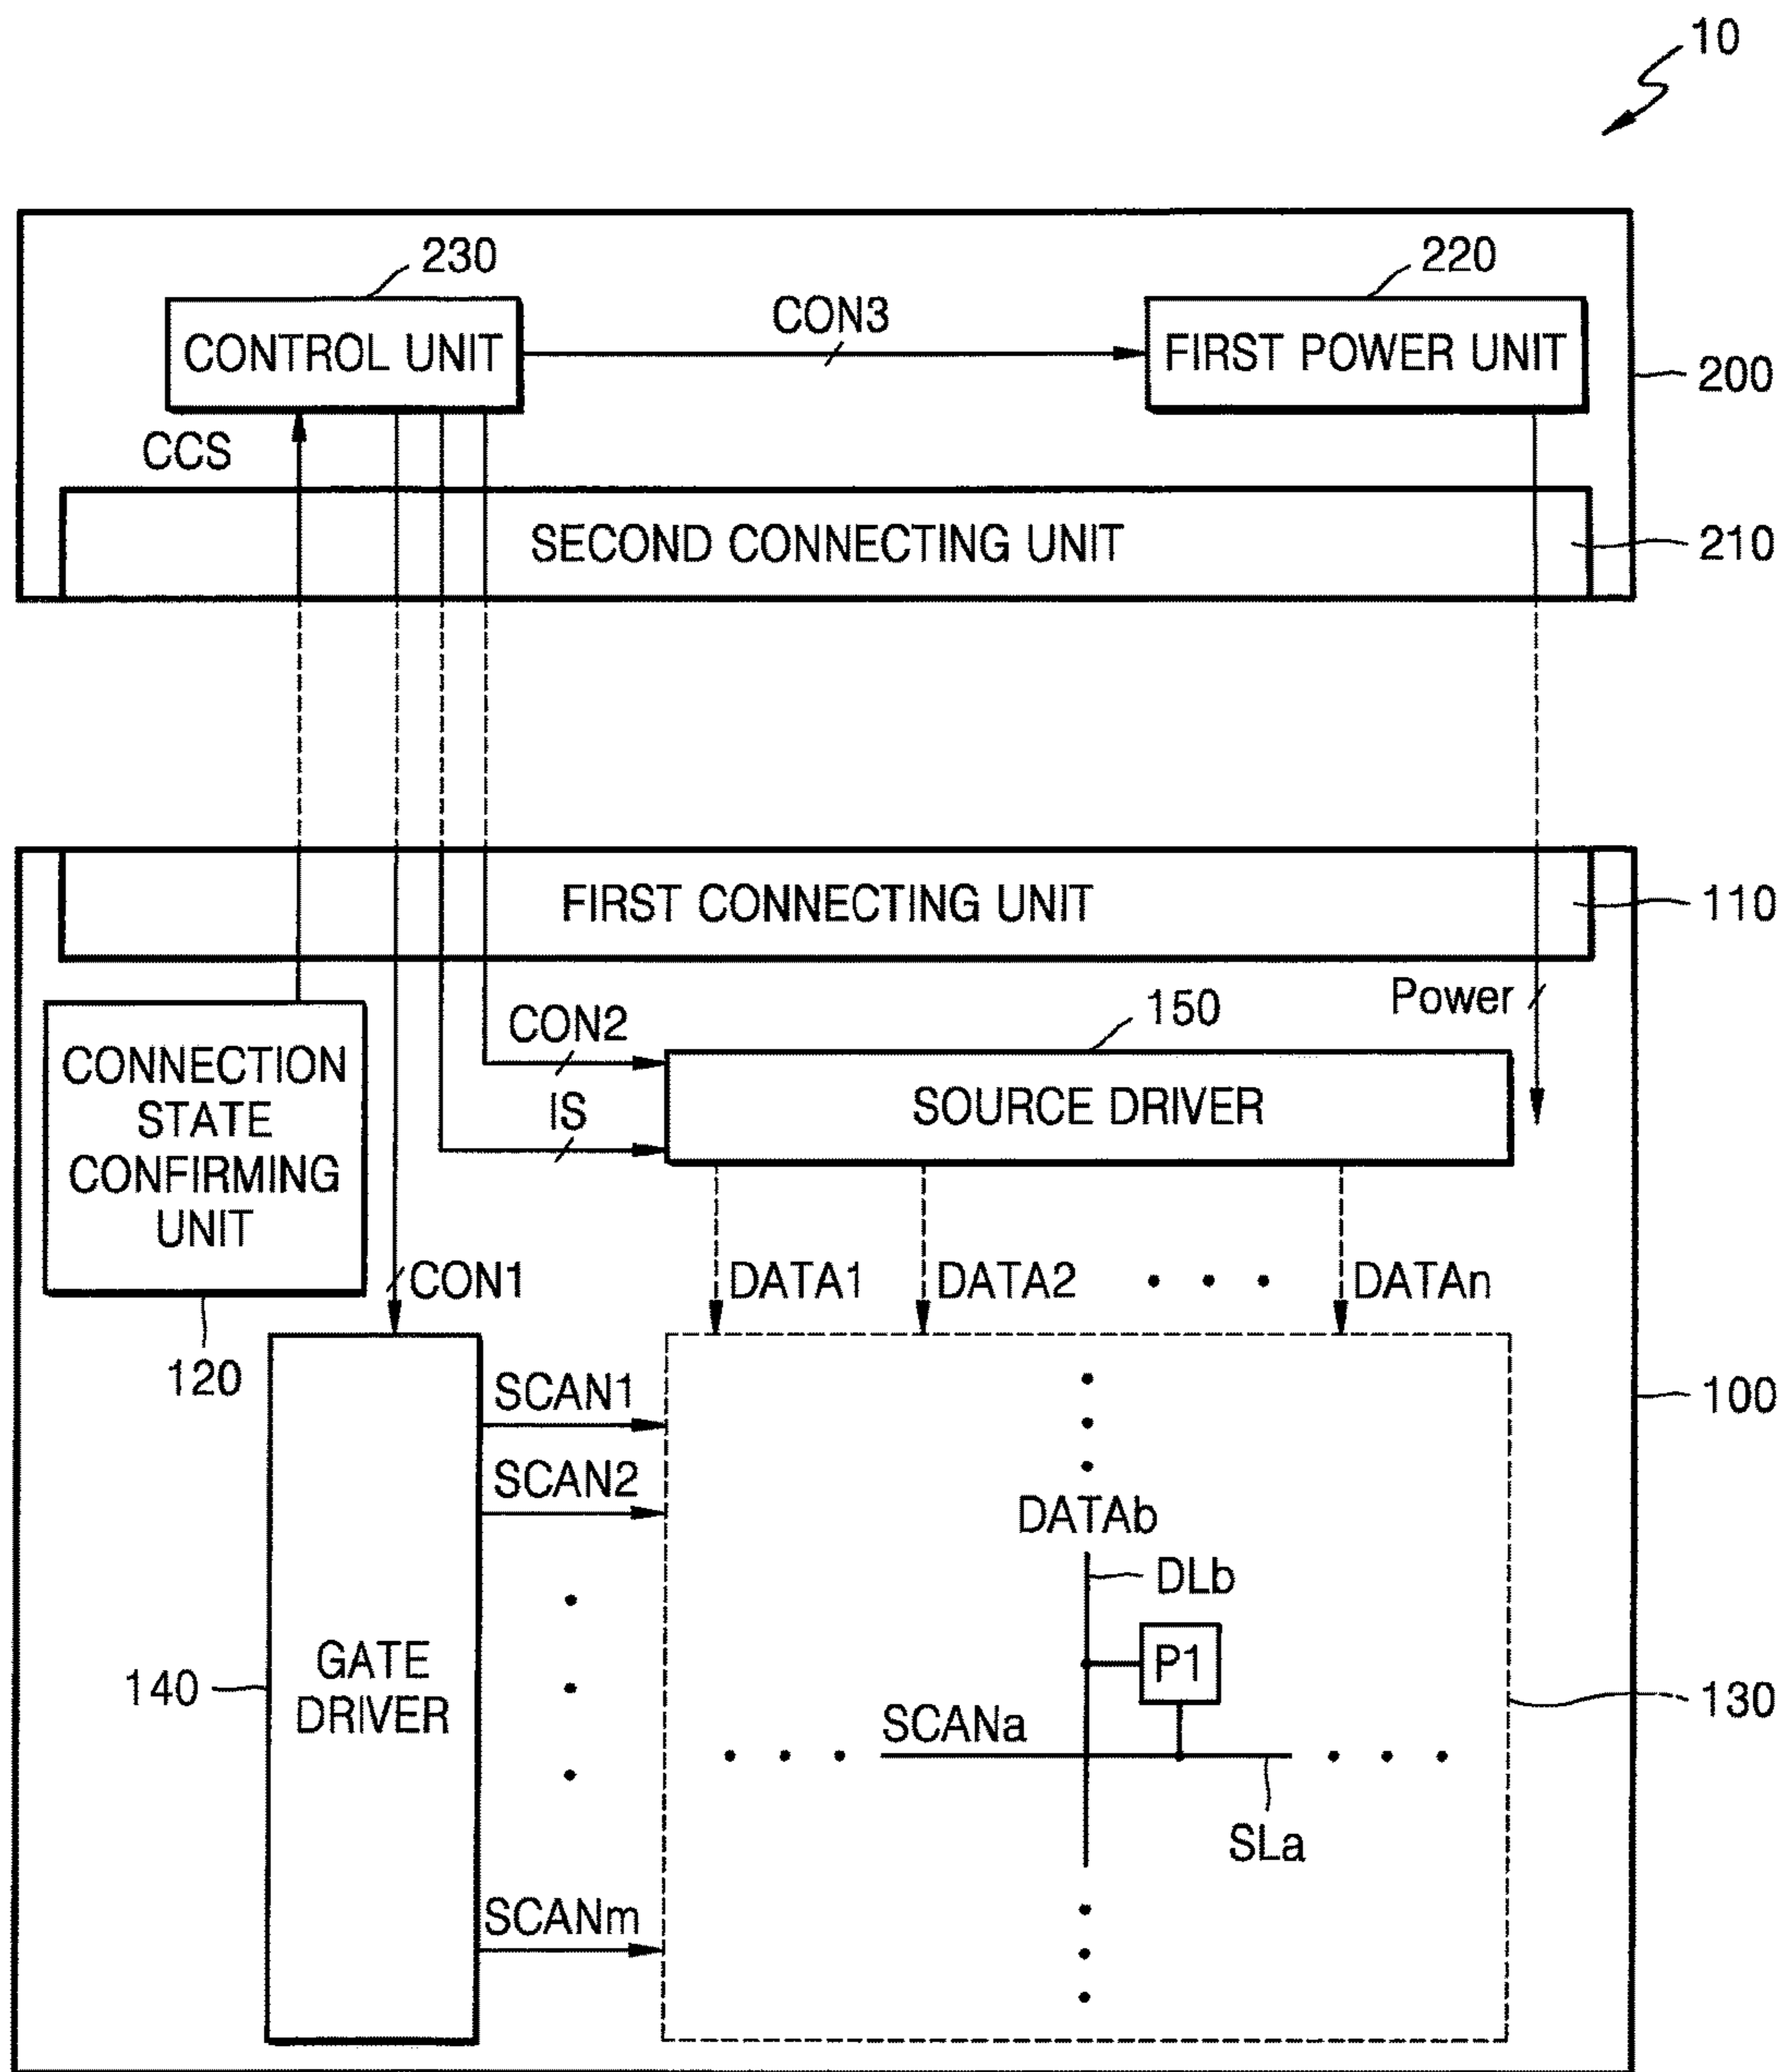 10
230
220
CONTROL UNIT
CON3
FIRST POWER UNIT
200
CCS
SECOND CONNECTING UNIT
210
FIRST CONNECTING UNIT
110
Power
150
CON2
CONNECTION
STATE
CONFIRMING
UNIT
IS
SOURCE DRIVER
CON1
DATA1
DATA2
DATAn
120
SCAN1
100
SCAN2
DATAb
DLb
P1
GATE
DRIVER
140
130
SCANa
SLa
SCANm